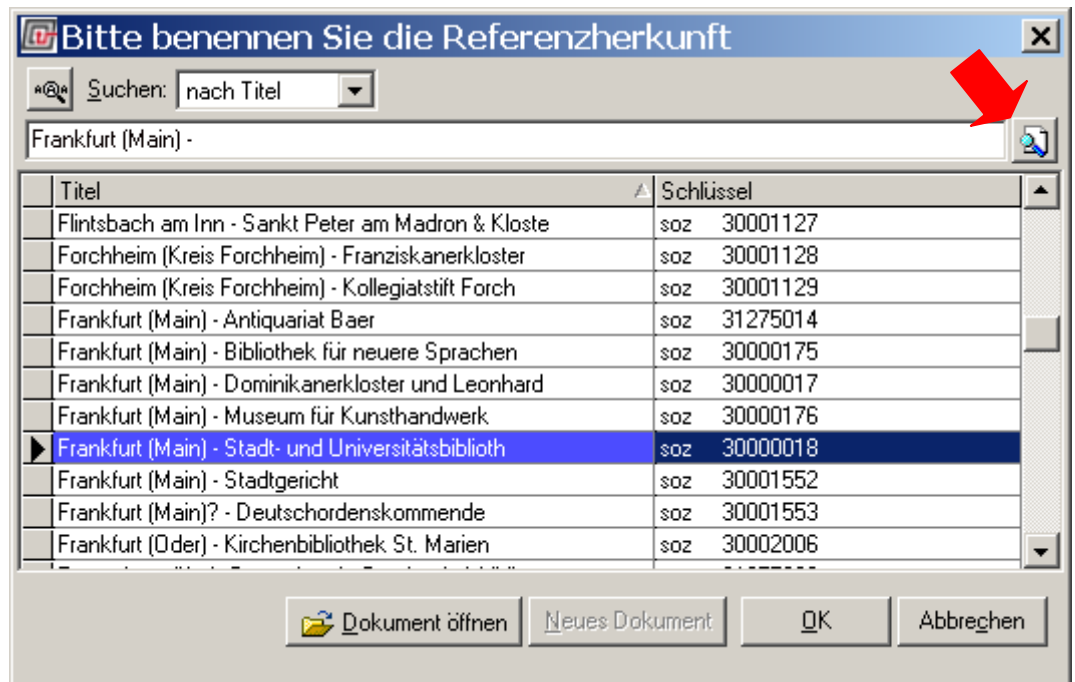 Bitte benennen Sie die Referenzherkunft
Suchen: nach Titel
Frankfurt (Main) -
Titel Schlüssel
Flintsbach am Inn - Sankt Peter am Madron & Kloste soz 30001127
Forchheim (Kreis Forchheim) - Franziskanerkloster soz 30001128
Forchheim (Kreis Forchheim) - Kollegiatstift Forch soz 30001129
Frankfurt (Main) - Antiquariat Baer soz 31275014
Frankfurt (Main) - Bibliothek für neuere Sprachen soz 30000175
Frankfurt (Main) - Dominikanerkloster und Leonhard soz 30000017
Frankfurt (Main) - Museum für Kunsthandwerk soz 30000176
Frankfurt (Main) - Stadt- und Universitätsbiblioth soz 30000018
Frankfurt (Main) - Stadtgericht soz 30001552
Frankfurt (Main)? - Deutschordenskommende soz 30001553
Frankfurt (Oder) - Kirchenbibliothek St. Marien soz 30002006
Dokument öffnen Neues Dokument OK Abbrechen